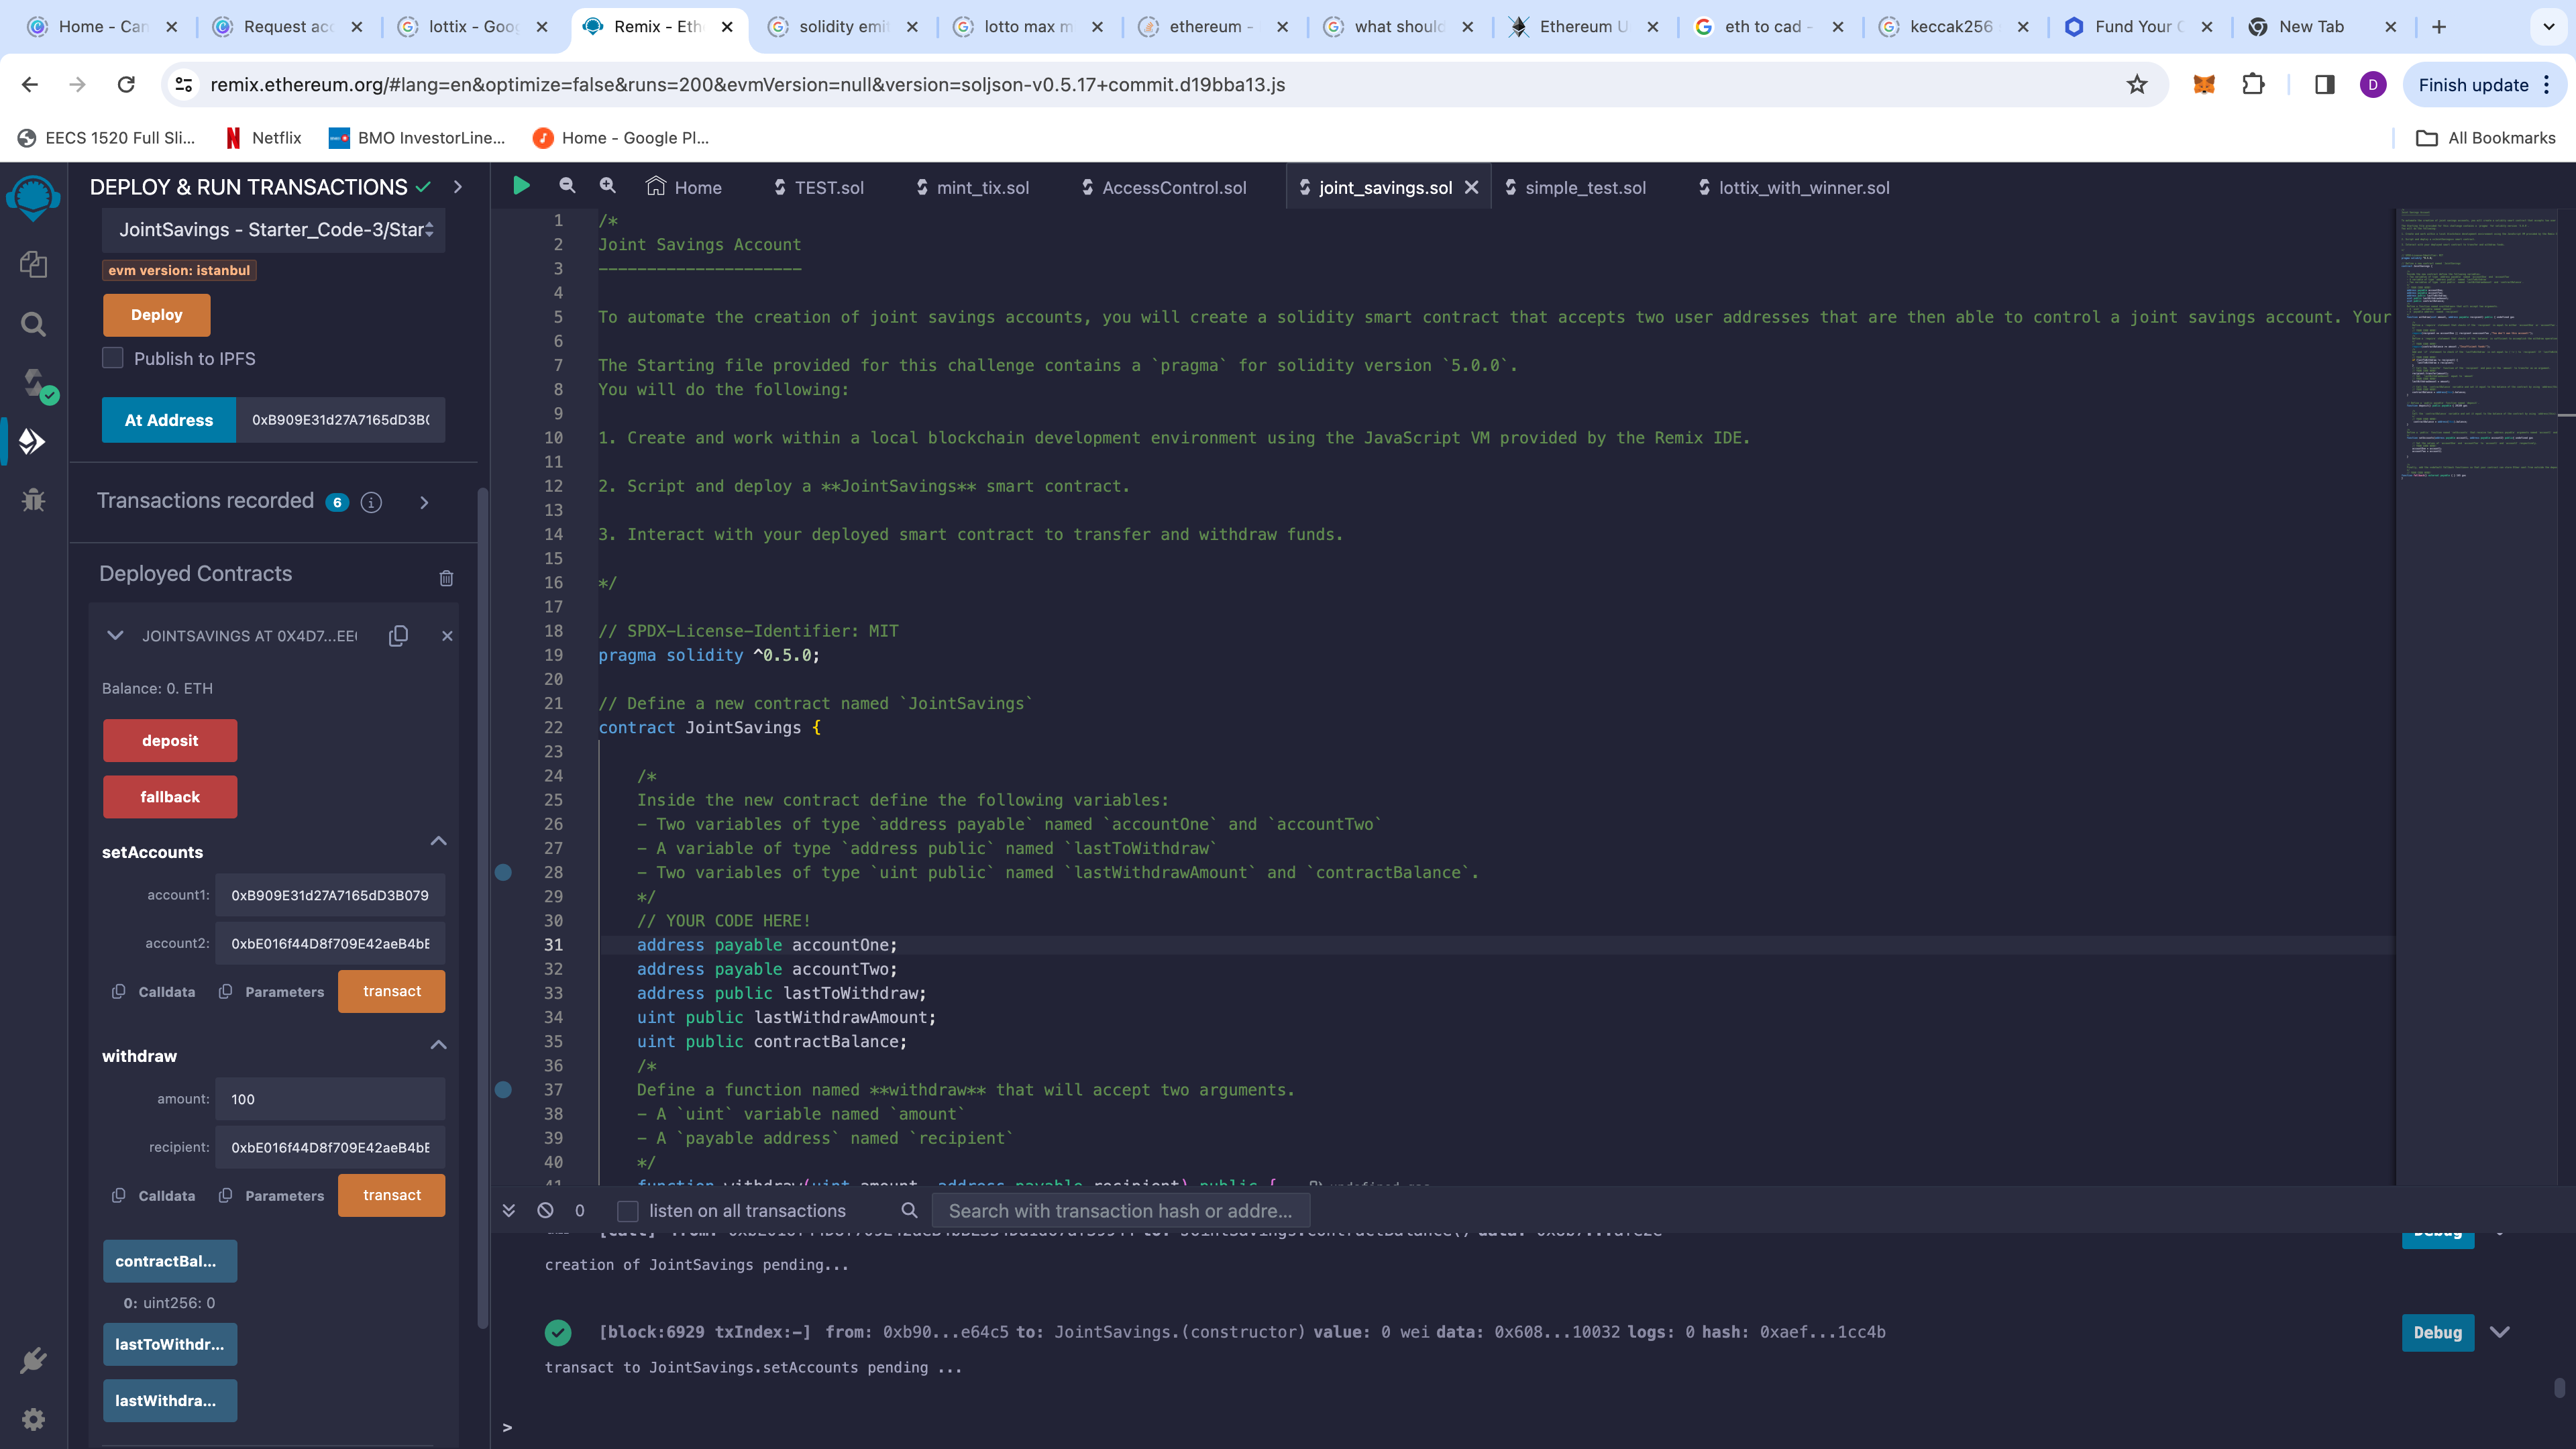 Home - Can
Request acc
lottix - Goog
Remix - Eth
solidity emit
lotto max m
ethereum -
what should
Ethereum U
eth to cad -
keccak256
Fund Your C
New Tab
remix.ethereum.org/#lang=en&optimize=false&runs=200&evmVersion=null&version=soljson-v0.5.17+commit.d19bba13.js
D
Finish update
EECS 1520 Full Sli...
Netflix
BMO InvestorLine...
Home - Google Pl...
All Bookmarks
DEPLOY & RUN TRANSACTIONS
JointSavings - Starter_Code-3/Star
evm version: istanbul
Deploy
Publish to IPFS
At Address
0xB909E31d27A7165dD3B(
Transactions recorded 6 i
Deployed Contracts
JOINTSAVINGS AT 0X4D7...EE(
Balance: 0. ETH
deposit
fallback
setAccounts
account1: 0xB909E31d27A7165dD3B079
account2: 0xbE016f44D8f709E42aeB4bE
Calldata Parameters transact
withdraw
amount: 100
recipient: 0xbE016f44D8f709E42aeB4bE
Calldata Parameters transact
contractBal...
0: uint256: 0
lastToWithdr...
lastWithdra...
Home
TEST.sol
mint_tix.sol
AccessControl.sol
joint_savings.sol
simple_test.sol
lottix_with_winner.sol
1 /*
2 Joint Savings Account
3 ---------------------
4
5 To automate the creation of joint savings accounts, you will create a solidity smart contract that accepts two user addresses that are then able to control a joint savings account. Your
6
7 The Starting file provided for this challenge contains a `pragma` for solidity version `5.0.0`.
8 You will do the following:
9
10 1. Create and work within a local blockchain development environment using the JavaScript VM provided by the Remix IDE.
11
12 2. Script and deploy a **JointSavings** smart contract.
13
14 3. Interact with your deployed smart contract to transfer and withdraw funds.
15
16 */
17
18 // SPDX-License-Identifier: MIT
19 pragma solidity ^0.5.0;
20
21 // Define a new contract named `JointSavings`
22 contract JointSavings {
23
24 /*
25 Inside the new contract define the following variables:
26 - Two variables of type `address payable` named `accountOne` and `accountTwo`
27 - A variable of type `address public` named `lastToWithdraw`
28 - Two variables of type `uint public` named `lastWithdrawAmount` and `contractBalance`.
29 */
30 // YOUR CODE HERE!
31 address payable accountOne;
32 address payable accountTwo;
33 address public lastToWithdraw;
34 uint public lastWithdrawAmount;
35 uint public contractBalance;
36 /*
37 Define a function named **withdraw** that will accept two arguments.
38 - A `uint` variable named `amount`
39 - A `payable address` named `recipient`
40 */
41 function withdraw(uint amount, address payable recipient) public {
0
listen on all transactions
Search with transaction hash or addre...
Debug
creation of JointSavings pending...
[block:6929 txIndex:-] from: 0xb90...e64c5 to: JointSavings.(constructor) value: 0 wei data: 0x608...10032 logs: 0 hash: 0xaef...1cc4b
Debug
transact to JointSavings.setAccounts pending ...
>